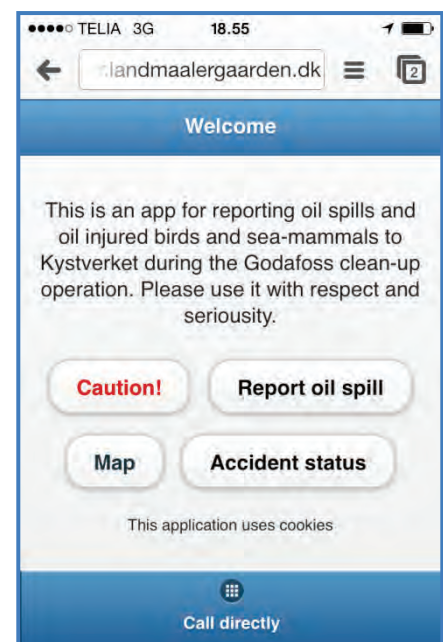 TELIA 3G 18.55
landmaalergaarden.dk 2
Welcome
This is an app for reporting oil spills and
oil injured birds and sea-mammals to
Kystverket during the Godafoss clean-up
operation. Please use it with respect and
seriousity.
Caution! Report oil spill
Map Accident status
This application uses cookies
Call directly